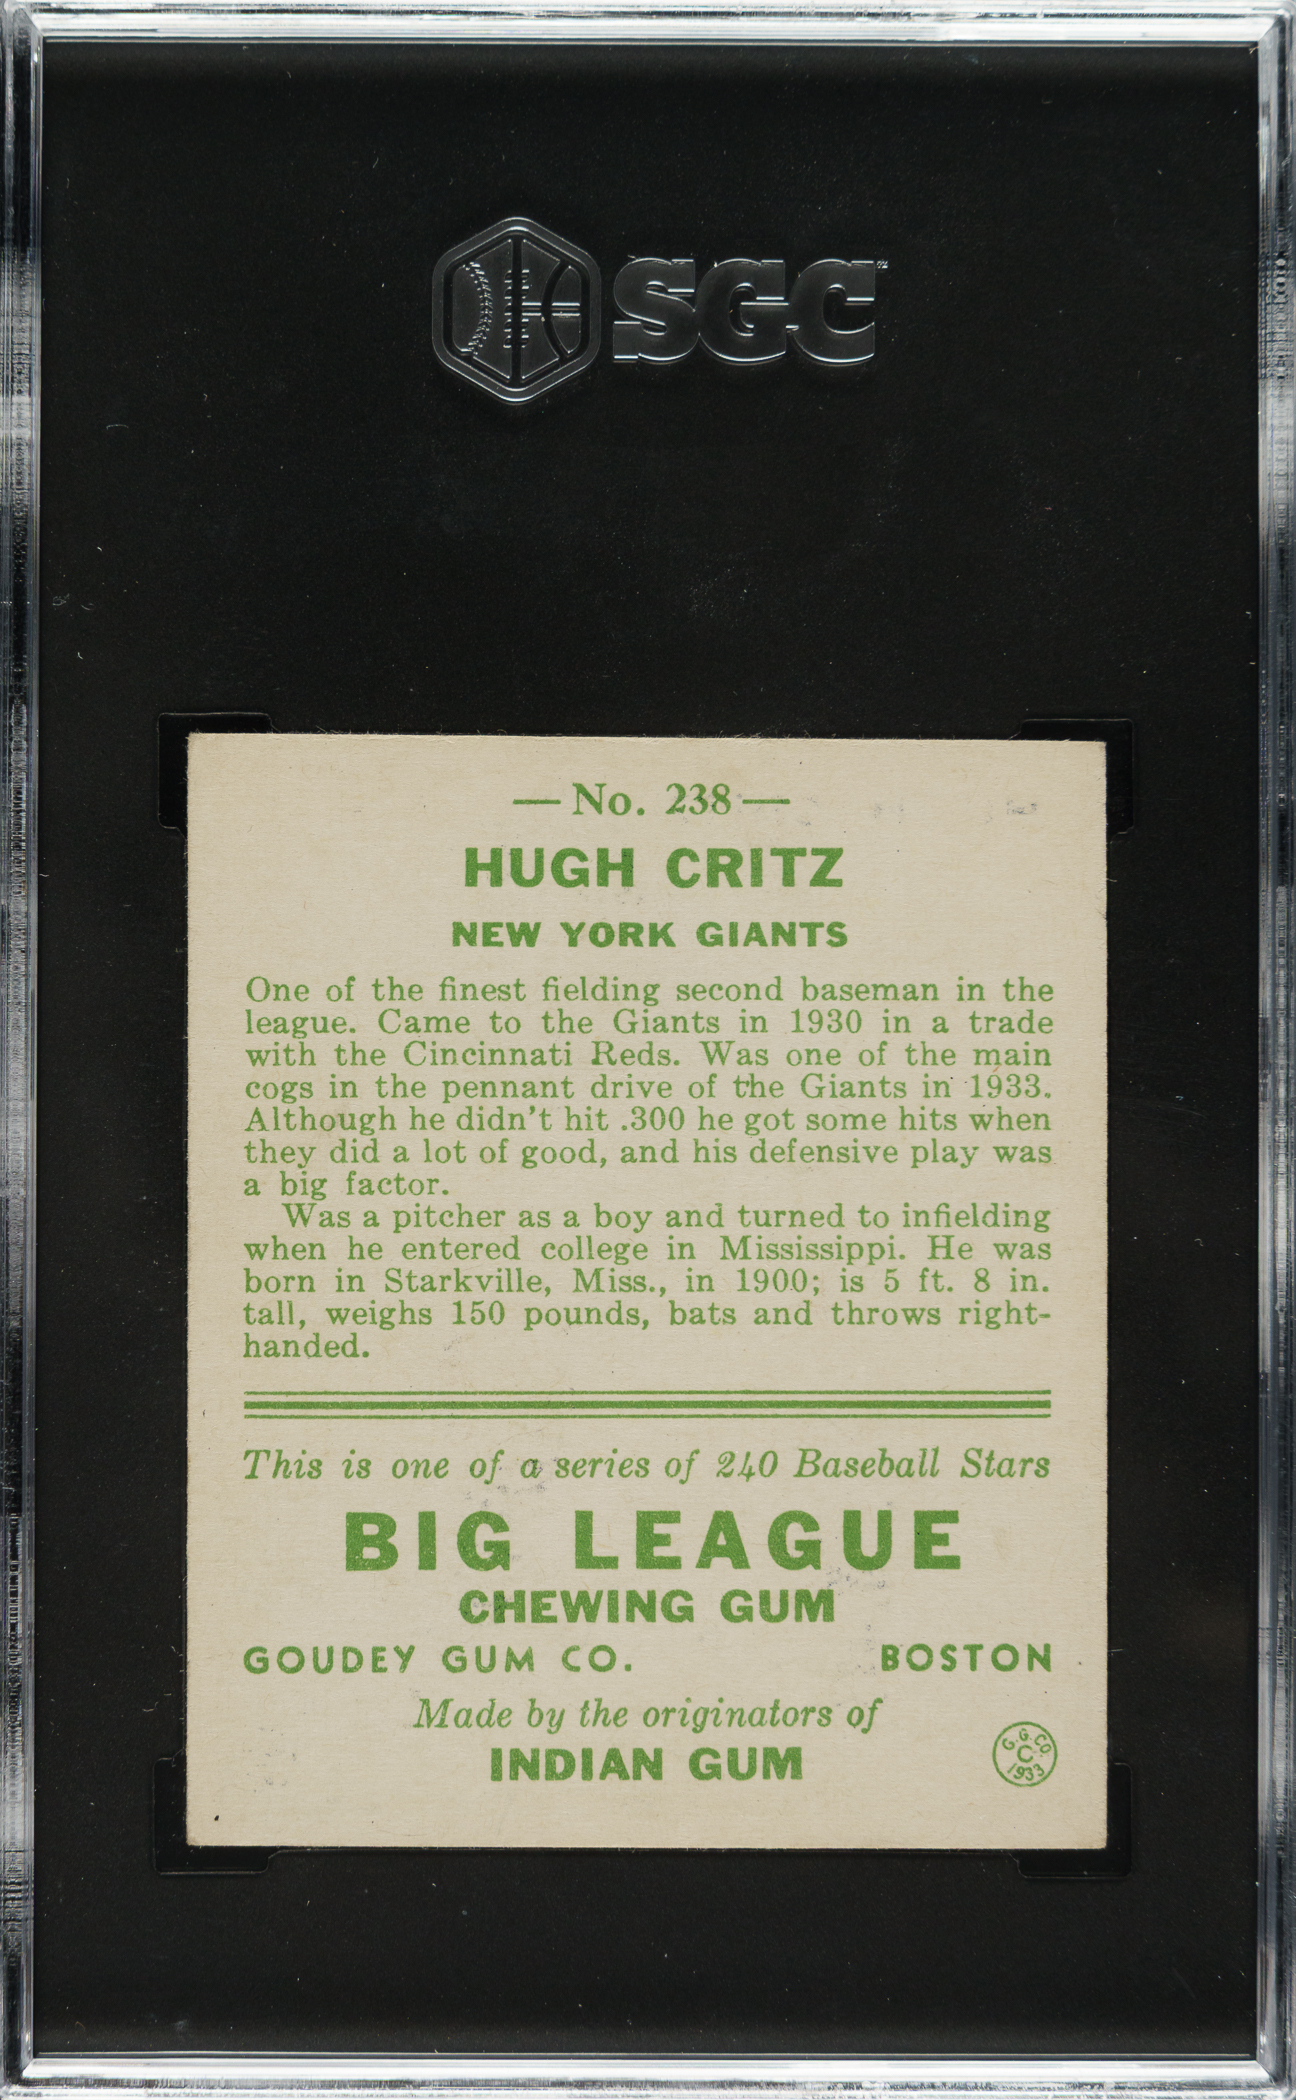 SGC
— No. 238 —
HUGH CRITZ
NEW YORK GIANTS
One of the finest fielding second baseman in the
league. Came to the Giants in 1930 in a trade
with the Cincinnati Reds. Was one of the main
cogs in the pennant drive of the Giants in 1933.
Although he didn't hit .300 he got some hits when
they did a lot of good, and his defensive play was
a big factor.
Was a pitcher as a boy and turned to infielding
when he entered college in Mississippi. He was
born in Starkville, Miss., in 1900; is 5 ft. 8 in.
tall, weighs 150 pounds, bats and throws right-
handed.
This is one of a series of 240 Baseball Stars
BIG LEAGUE
CHEWING GUM
GOUDEY GUM CO. BOSTON
Made by the originators of
INDIAN GUM
G.G.CO.
C
1933